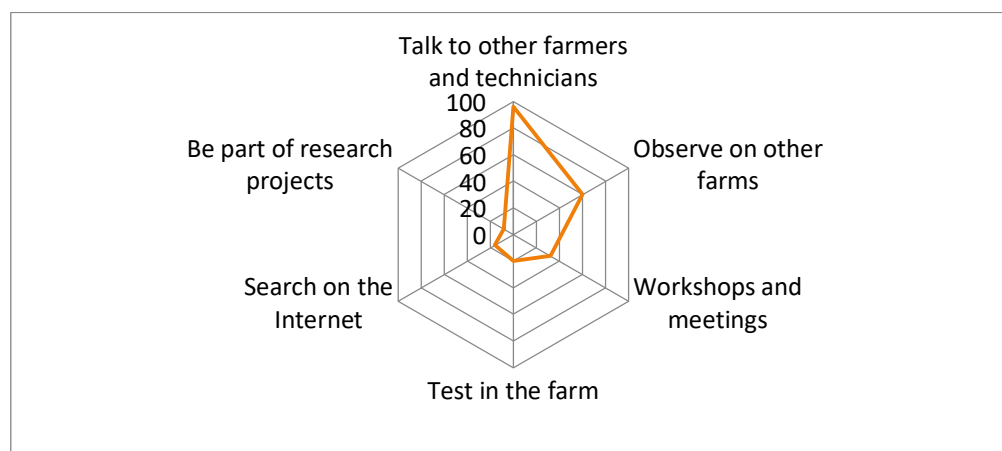 Talk to other farmers
and technicians
100
80
60
40
20
0
Be part of research
projects
Observe on other
farms
Search on the
Internet
Workshops and
meetings
Test in the farm